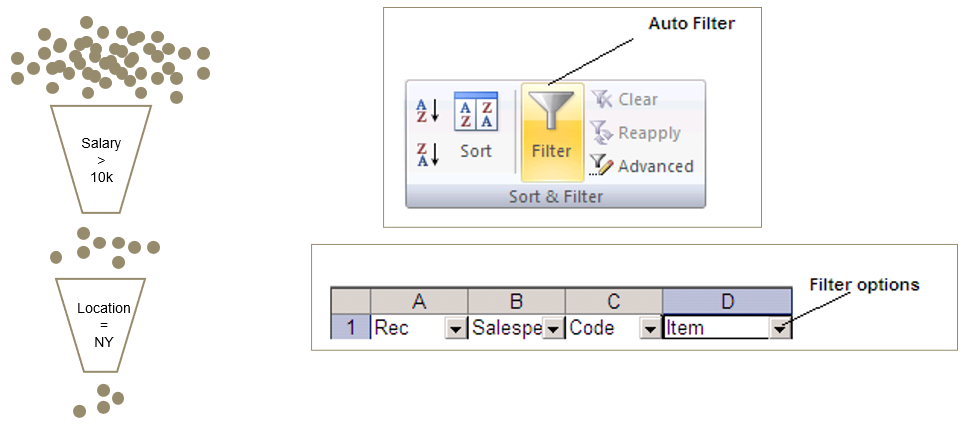 Salary
>
10k
Location
=
NY
Auto Filter
A
Z
Z
A
A Z
Z A
Sort
Filter
Clear
Reapply
Advanced
Sort & Filter
Filter options
A B C D
1 Rec Salespe Code Item